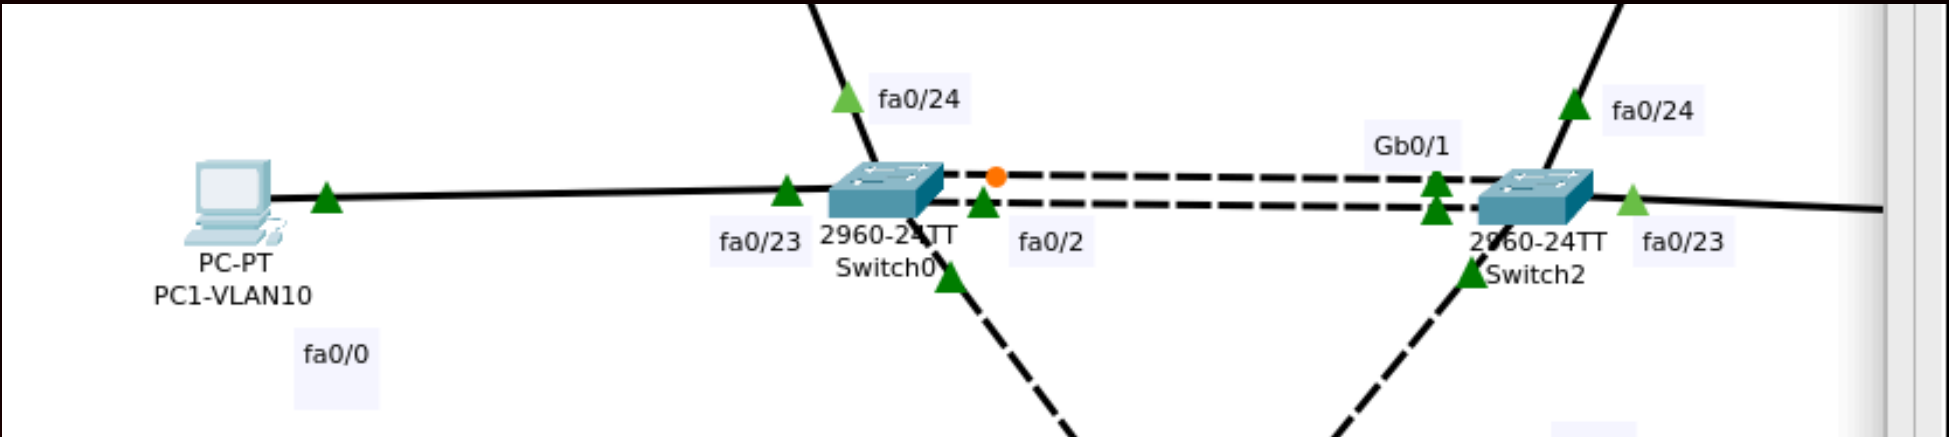 fa0/24
fa0/24
Gb0/1
fa0/23
2960-24TT
Switch0
fa0/2
2960-24TT
Switch2
fa0/23
PC-PT
PC1-VLAN10
fa0/0